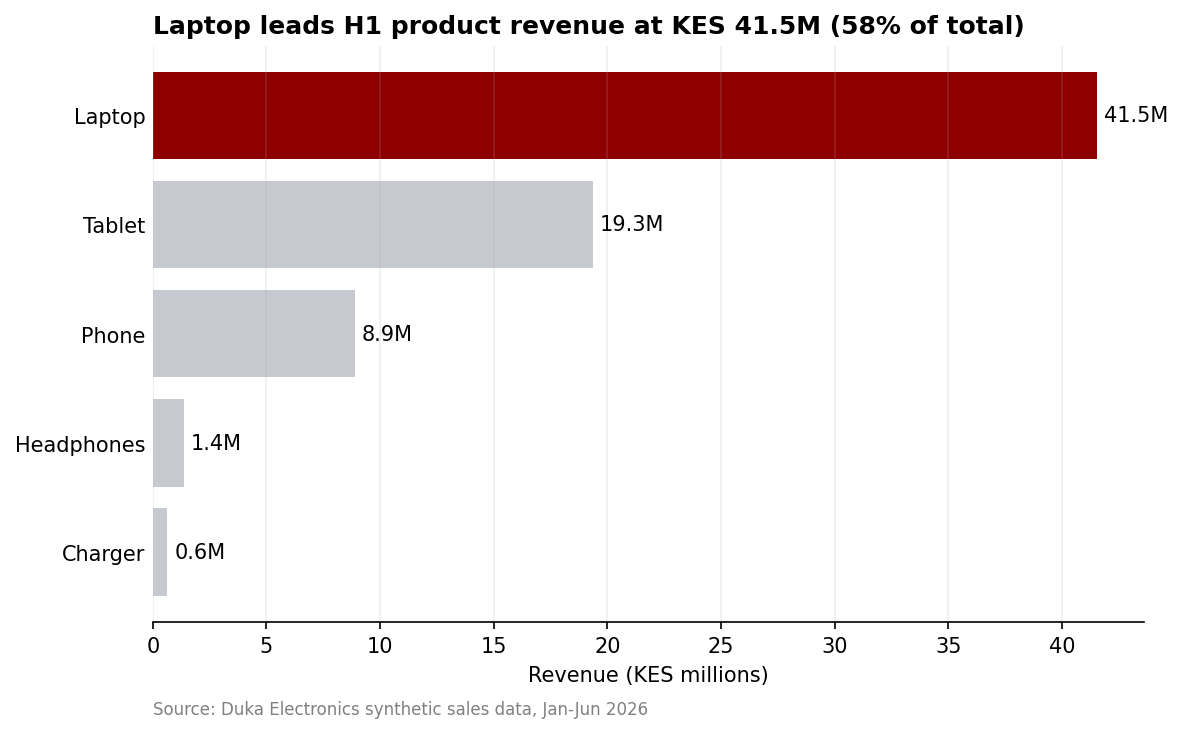 Laptop leads H1 product revenue at KES 41.5M (58% of total)
Laptop
41.5M
Tablet
19.3M
Phone
8.9M
Headphones
1.4M
Charger
0.6M
0 5 10 15 20 25 30 35 40
Revenue (KES millions)
Source: Duka Electronics synthetic sales data, Jan-Jun 2026